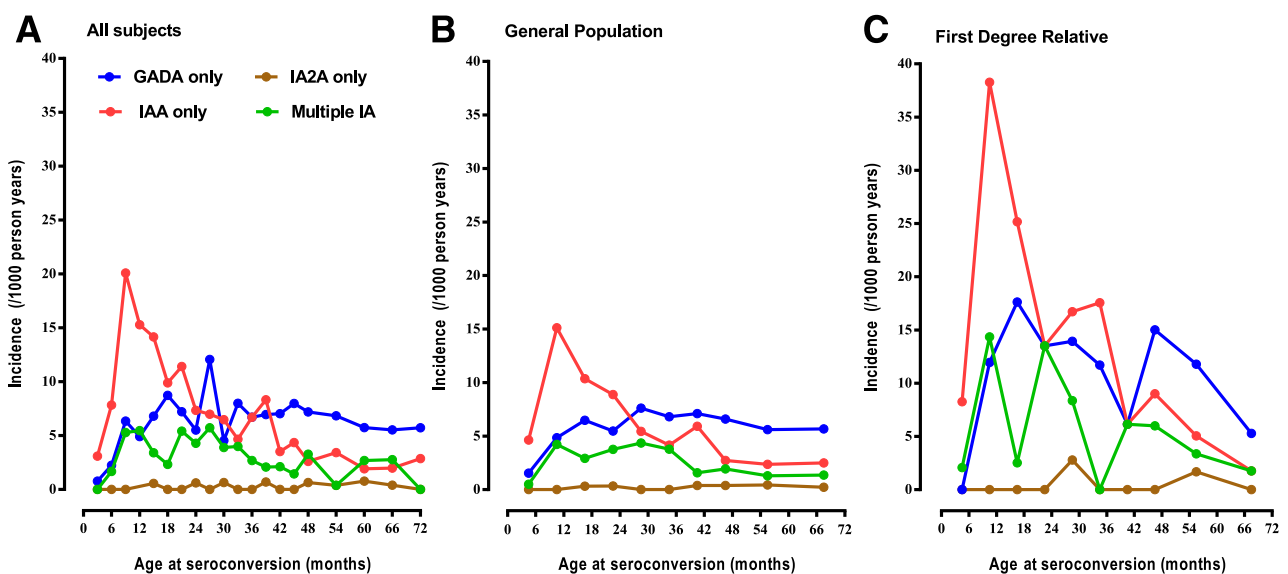 A All subjects
GADA only
IA2A only
IAA only
Multiple IA
Incidence (/1000 person years)
40
35
30
25
20
15
10
5
0
0 6 12 18 24 30 36 42 48 54 60 66 72
Age at seroconversion (months)
B General Population
Incidence (/1000 person years)
40
35
30
25
20
15
10
5
0
0 6 12 18 24 30 36 42 48 54 60 66 72
Age at seroconversion (months)
C First Degree Relative
Incidence (/1000 person years)
40
35
30
25
20
15
10
5
0
0 6 12 18 24 30 36 42 48 54 60 66 72
Age at seroconversion (months)